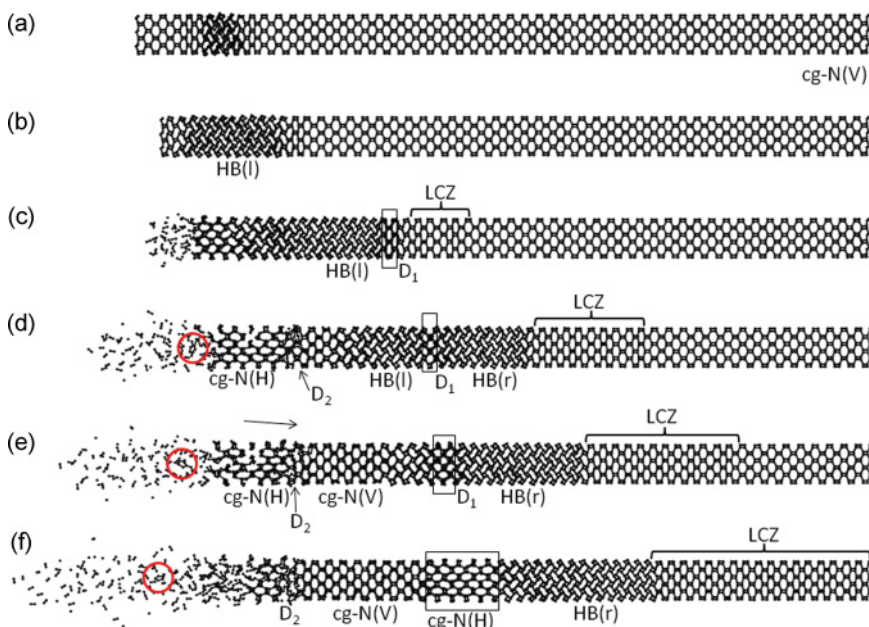 (a)
cg-N(V)
(b)
HB(l)
(c)
LCZ
HB(l) D₁
(d)
LCZ
cg-N(H) D₂ HB(l) D₁ HB(r)
(e)
LCZ
cg-N(H) D₂ cg-N(V) D₁ HB(r)
(f)
LCZ
D₂ cg-N(V) cg-N(H) HB(r)